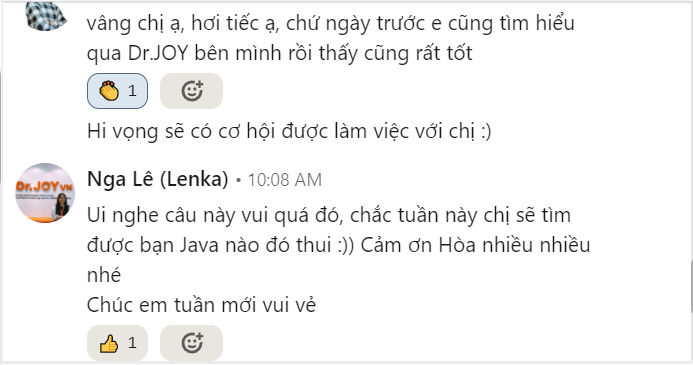 vâng chị ạ, hơi tiếc ạ, chứ ngày trước e cũng tìm hiểu
qua Dr.JOY bên mình rồi thấy cũng rất tốt
1
Hi vọng sẽ có cơ hội được làm việc với chị :)
Dr.JOY VN
Nga Lê (Lenka) • 10:08 AM
Ui nghe câu này vui quá đó, chắc tuần này chị sẽ tìm
được bạn Java nào đó thui :)) Cảm ơn Hòa nhiều nhiều
nhé
Chúc em tuần mới vui vẻ
1